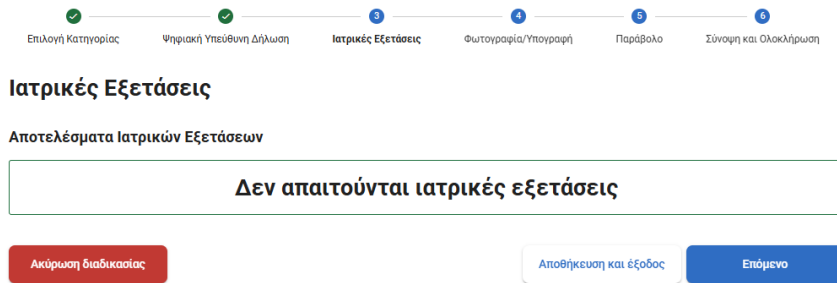 3 4 5 6
Επιλογή Κατηγορίας Ψηφιακή Υπεύθυνη Δήλωση Ιατρικές Εξετάσεις Φωτογραφία/Υπογραφή Παράβολο Σύνοψη και Ολοκλήρωση
Ιατρικές Εξετάσεις
Αποτελέσματα Ιατρικών Εξετάσεων
Δεν απαιτούνται ιατρικές εξετάσεις
Ακύρωση διαδικασίας Αποθήκευση και έξοδος Επόμενο